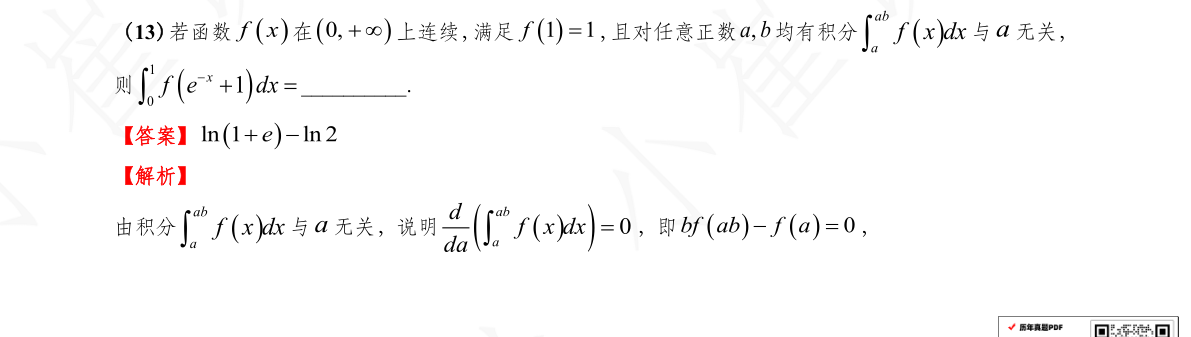 (13) 若函数 f(x) 在 (0,+∞) 上连续,满足 f(1)=1,且对任意正数 a,b 均有积分 ∫_a^{ab} f(x)dx 与 a 无关,
则 ∫_0^1 f(e^{-x}+1)dx = __________.
【答案】 ln(1+e)−ln2
【解析】
由积分 ∫_a^{ab} f(x)dx 与 a 无关，说明 d/da(∫_a^{ab} f(x)dx)=0，即 bf(ab)−f(a)=0，
✓ 历年真题PDF